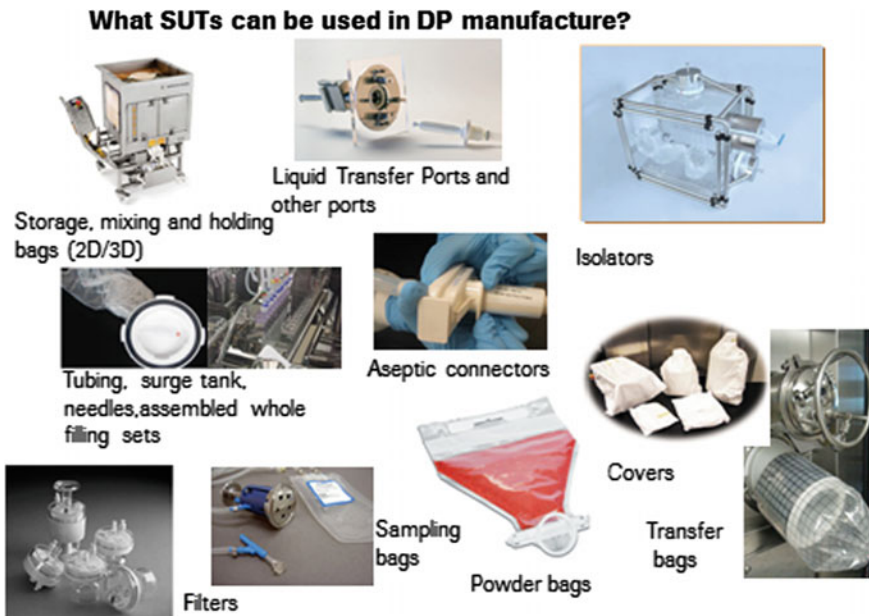 What SUTs can be used in DP manufacture?
Storage, mixing and holding
bags (2D/3D)
Liquid Transfer Ports and
other ports
Isolators
Tubing, surge tank,
needles,assembled whole
filling sets
Aseptic connectors
Covers
Filters
Sampling
bags
Powder bags
Transfer
bags